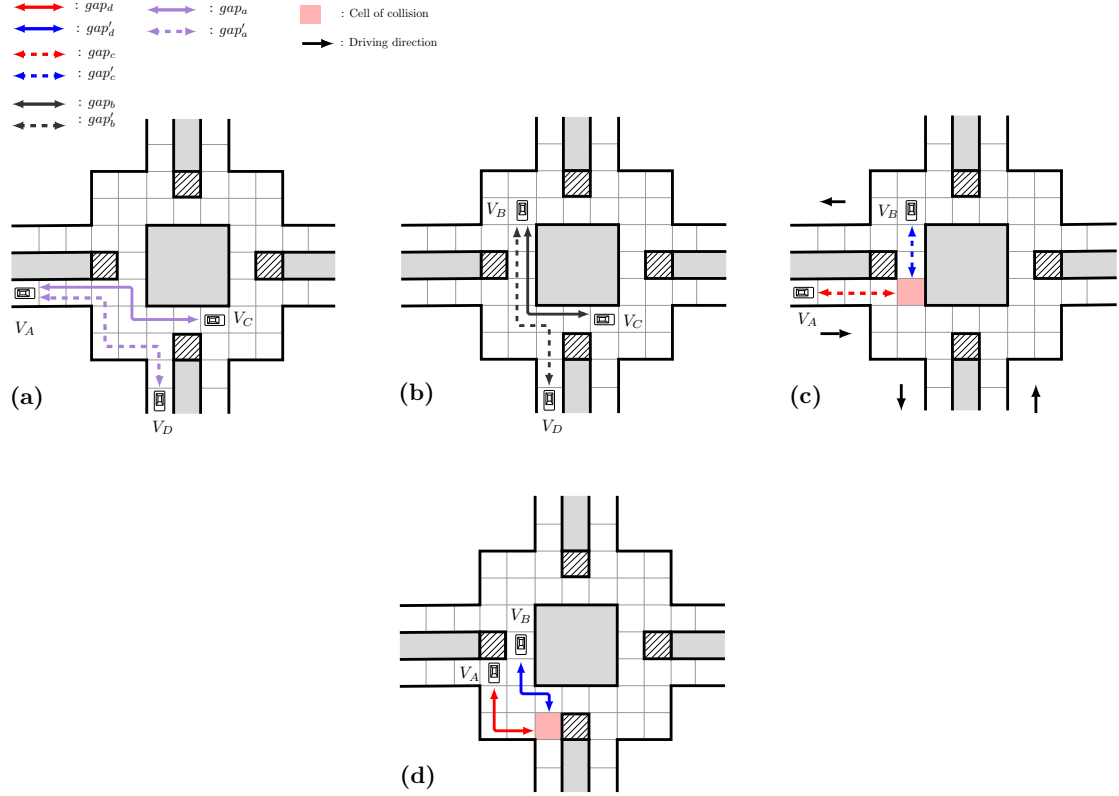 : gap_d
: gap'_d
: gap_c
: gap'_c
: gap_b
: gap'_b
: gap_a
: gap'_a
: Cell of collision
: Driving direction
V_A
V_C
V_D
(a)
V_B
V_C
V_D
(b)
V_B
V_A
(c)
V_B
V_A
(d)